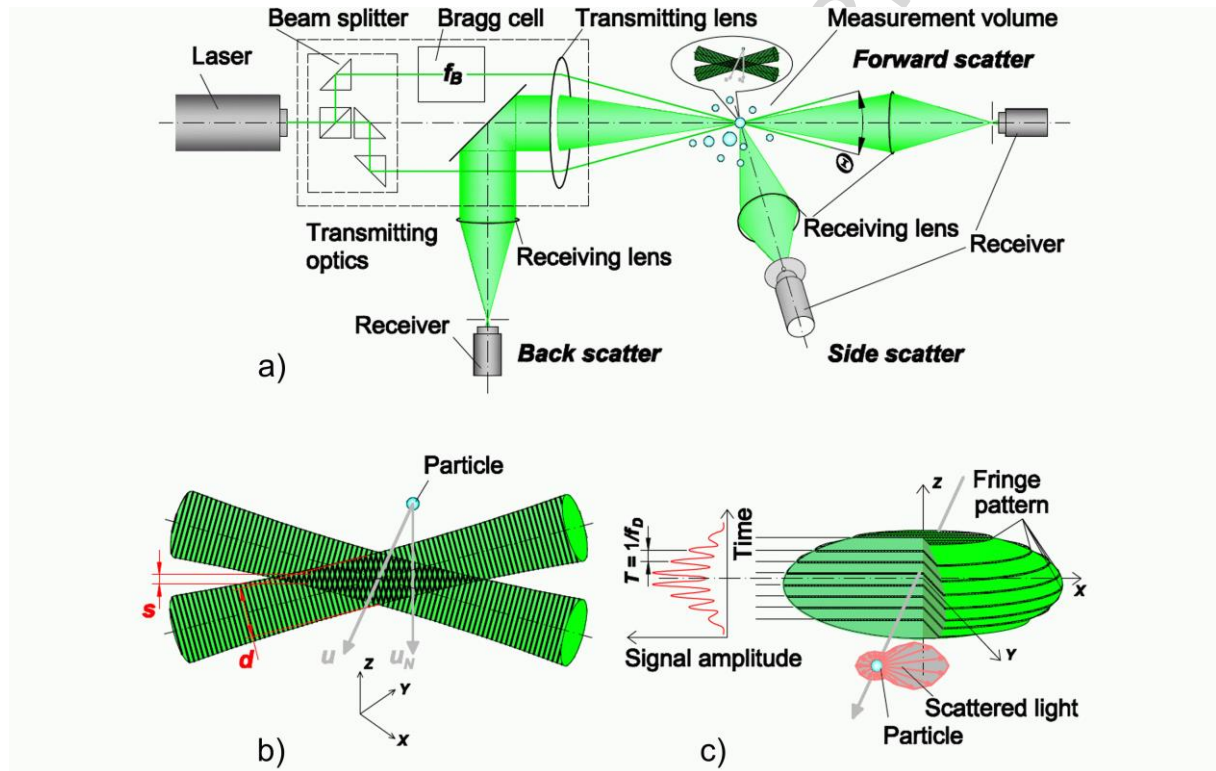 Beam splitter
Bragg cell
Transmitting lens
Measurement volume
Laser
Forward scatter
f_B
Θ
Transmitting
optics
Receiving lens
Receiving lens
Receiver
Receiver
Back scatter
Side scatter
a)
Particle
s
d
u
u_N
z
Y
X
b)
Fringe
pattern
z
Time
T = 1/f_D
x
Signal amplitude
Y
Scattered light
Particle
c)